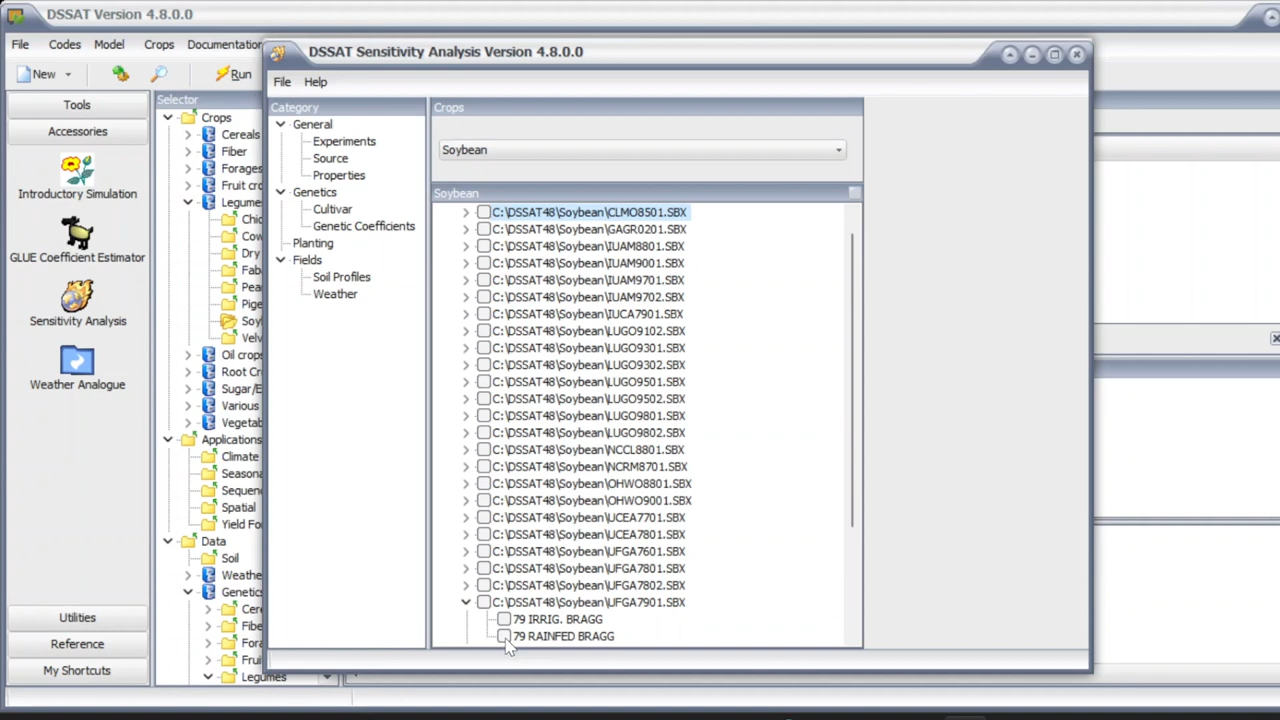 DSSAT Version 4.8.0.0
File Codes Model Crops Documentation
New Run
Tools
Accessories
Introductory Simulation
GLUE Coefficient Estimator
Sensitivity Analysis
Weather Analogue
Utilities
Reference
My Shortcuts
Selector
Crops
Cereals
Fiber
Forages
Fruit cro
Legumes
Chic
Cow
Dry
Faba
Pea
Pige
Soy
Velv
Oil crops
Root Cr
Sugar/E
Various
Vegetab
Applications
Climate
Season
Sequen
Spatial
Yield For
Data
Soil
Weathe
Genetics
Cere
Fibe
Fora
Frui
Legumes
DSSAT Sensitivity Analysis Version 4.8.0.0
File Help
Category
General
Experiments
Source
Properties
Genetics
Cultivar
Genetic Coefficients
Planting
Fields
Soil Profiles
Weather
Crops
Soybean
Soybean
C:\DSSAT48\Soybean\CLMO8501.SBX
C:\DSSAT48\Soybean\GAGR0201.SBX
C:\DSSAT48\Soybean\IUAM8801.SBX
C:\DSSAT48\Soybean\IUAM9001.SBX
C:\DSSAT48\Soybean\IUAM9701.SBX
C:\DSSAT48\Soybean\IUAM9702.SBX
C:\DSSAT48\Soybean\IUCA7901.SBX
C:\DSSAT48\Soybean\LUGO9102.SBX
C:\DSSAT48\Soybean\LUGO9301.SBX
C:\DSSAT48\Soybean\LUGO9302.SBX
C:\DSSAT48\Soybean\LUGO9501.SBX
C:\DSSAT48\Soybean\LUGO9502.SBX
C:\DSSAT48\Soybean\LUGO9801.SBX
C:\DSSAT48\Soybean\LUGO9802.SBX
C:\DSSAT48\Soybean\NCCL8801.SBX
C:\DSSAT48\Soybean\NCRM8701.SBX
C:\DSSAT48\Soybean\OHWO8801.SBX
C:\DSSAT48\Soybean\OHWO9001.SBX
C:\DSSAT48\Soybean\UCEA7701.SBX
C:\DSSAT48\Soybean\UCEA7801.SBX
C:\DSSAT48\Soybean\UFGA7601.SBX
C:\DSSAT48\Soybean\UFGA7801.SBX
C:\DSSAT48\Soybean\UFGA7802.SBX
C:\DSSAT48\Soybean\UFGA7901.SBX
79 IRRIG. BRAGG
79 RAINFED BRAGG